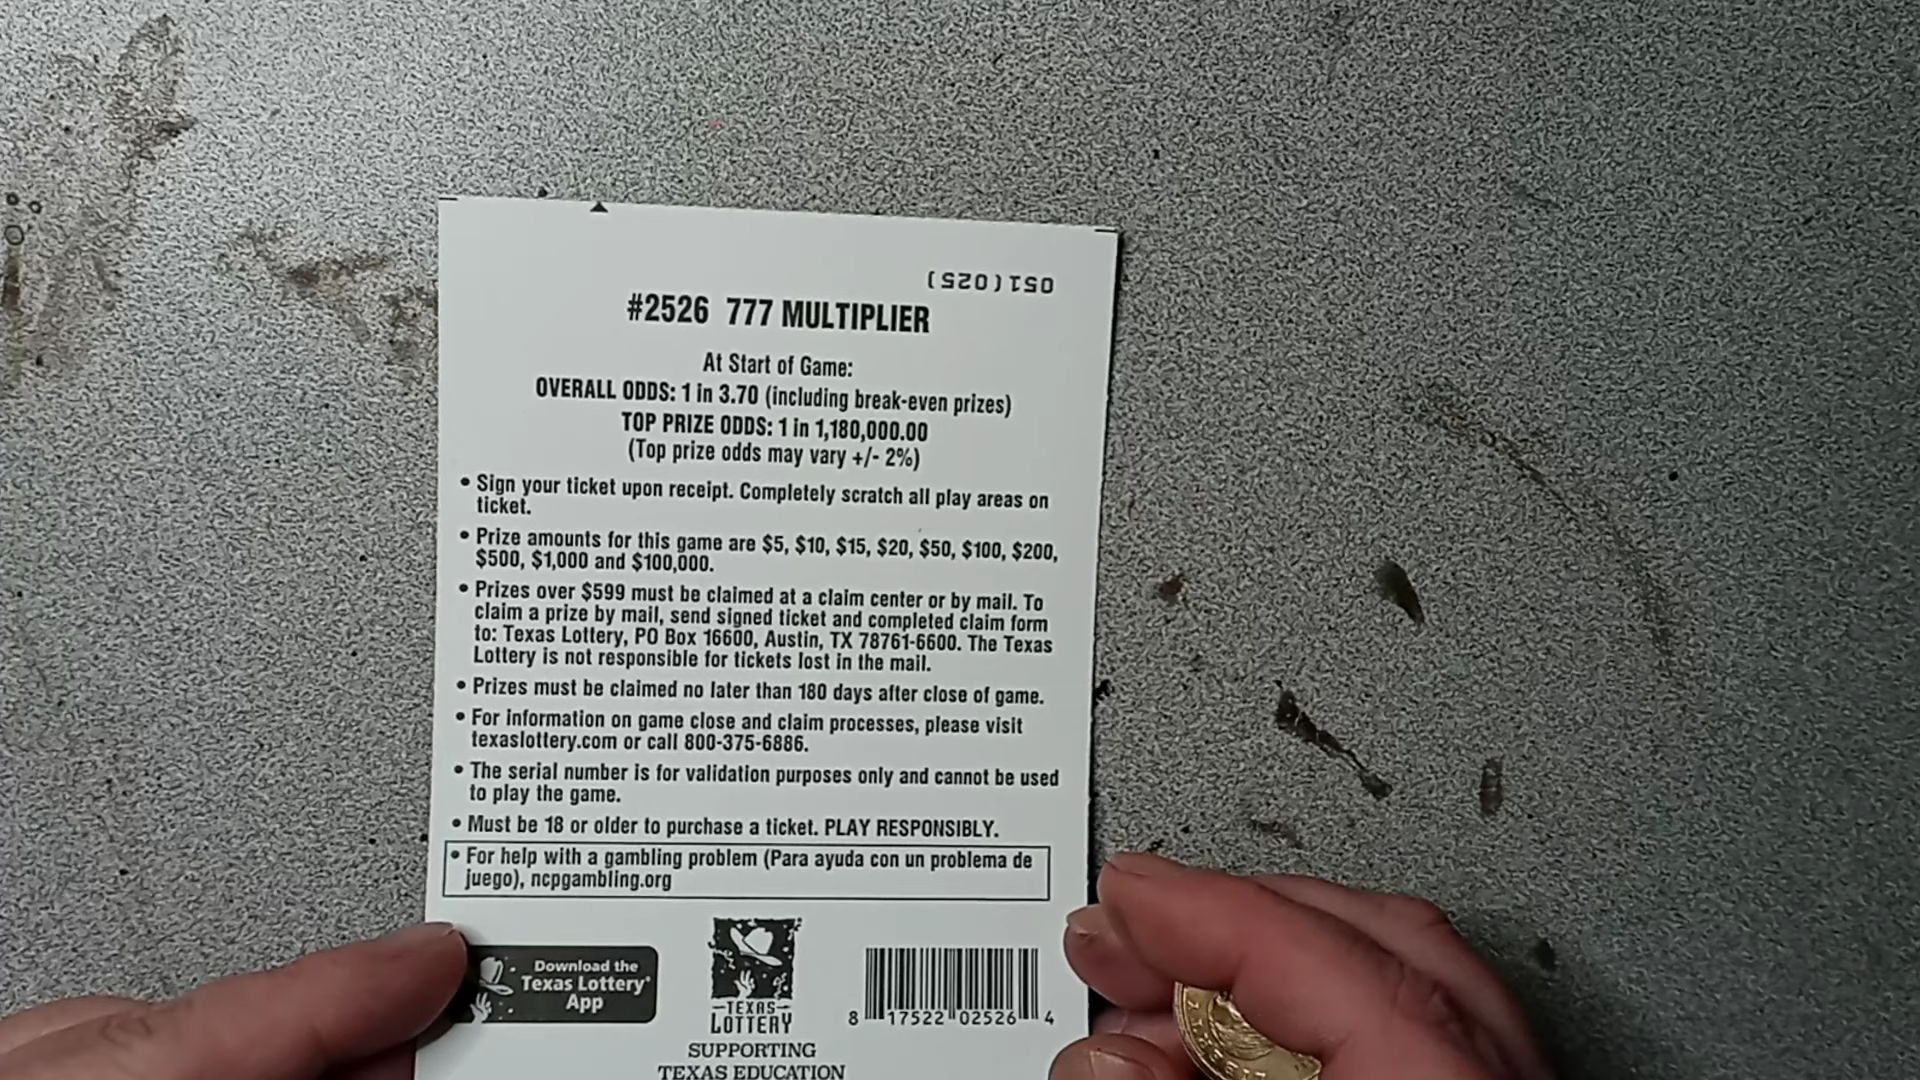 051(025)
#2526 777 MULTIPLIER
At Start of Game:
OVERALL ODDS: 1 in 3.70 (including break-even prizes)
TOP PRIZE ODDS: 1 in 1,180,000.00
(Top prize odds may vary +/- 2%)
• Sign your ticket upon receipt. Completely scratch all play areas on
ticket.
• Prize amounts for this game are $5, $10, $15, $20, $50, $100, $200,
$500, $1,000 and $100,000.
• Prizes over $599 must be claimed at a claim center or by mail. To
claim a prize by mail, send signed ticket and completed claim form
to: Texas Lottery, PO Box 16600, Austin, TX 78761-6600. The Texas
Lottery is not responsible for tickets lost in the mail.
• Prizes must be claimed no later than 180 days after close of game.
• For information on game close and claim processes, please visit
texaslottery.com or call 800-375-6886.
• The serial number is for validation purposes only and cannot be used
to play the game.
• Must be 18 or older to purchase a ticket. PLAY RESPONSIBLY.
• For help with a gambling problem (Para ayuda con un problema de
juego), ncpgambling.org
Download the
Texas Lottery®
App
TEXAS
LOTTERY
SUPPORTING
TEXAS EDUCATION
8 17522 02526 4